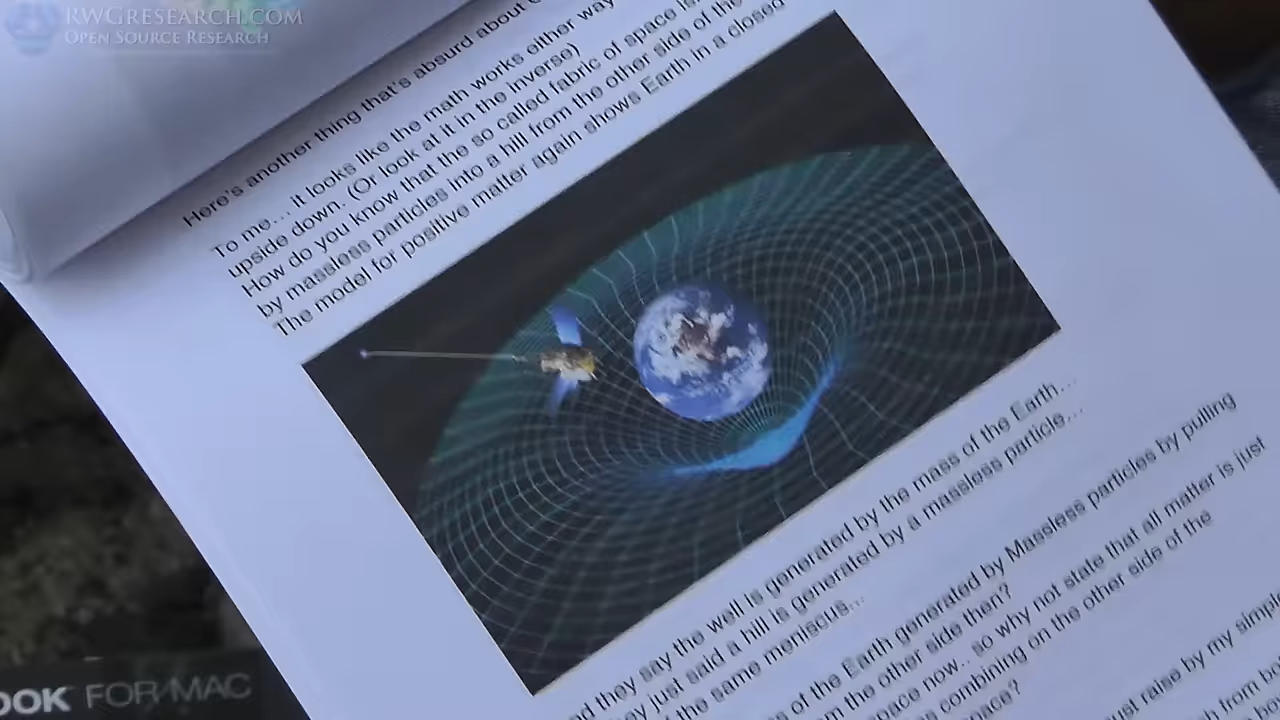 RWGRESEARCH.COM
OPEN SOURCE RESEARCH
Here's another thing that's absurd about
To me... it looks like the math works either way
upside down. (Or look at it in the inverse)
How do you know that the so called fabric of space is
by massless particles into a hill from the other side of the
The model for positive matter again shows Earth in a closed
they say the well is generated by the mass of the Earth...
they just said a hill is generated by a massless particle...
the same meniscus...
of the Earth generated by Massless particles by pulling
the other side then?
now.. so why not state that all matter is just
combining on the other side of the
raise by my simple
from
OOK FOR MAC